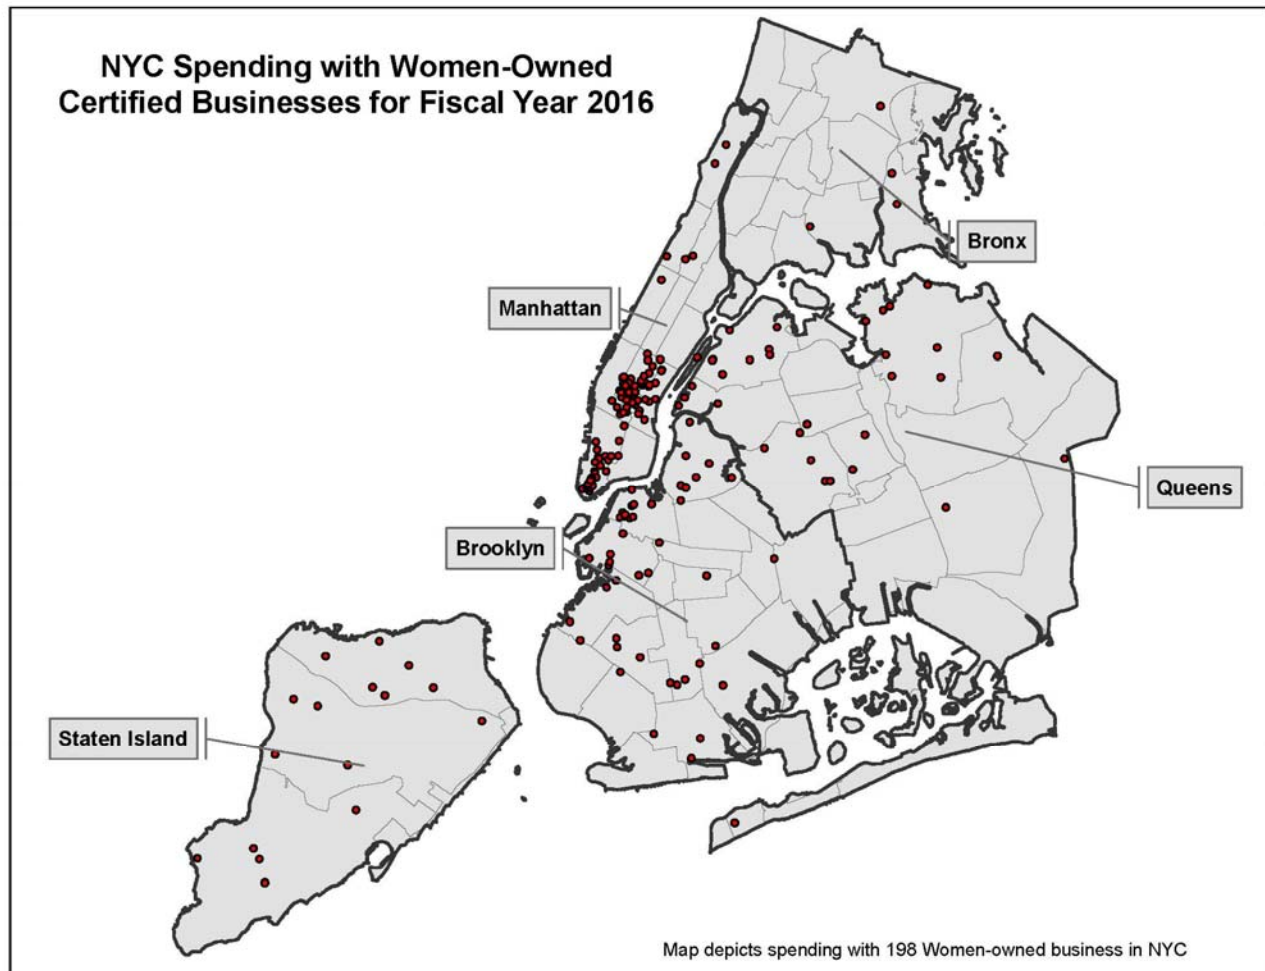 NYC Spending with Women-Owned
Certified Businesses for Fiscal Year 2016
Bronx
Manhattan
Queens
Brooklyn
Staten Island
Map depicts spending with 198 Women-owned business in NYC